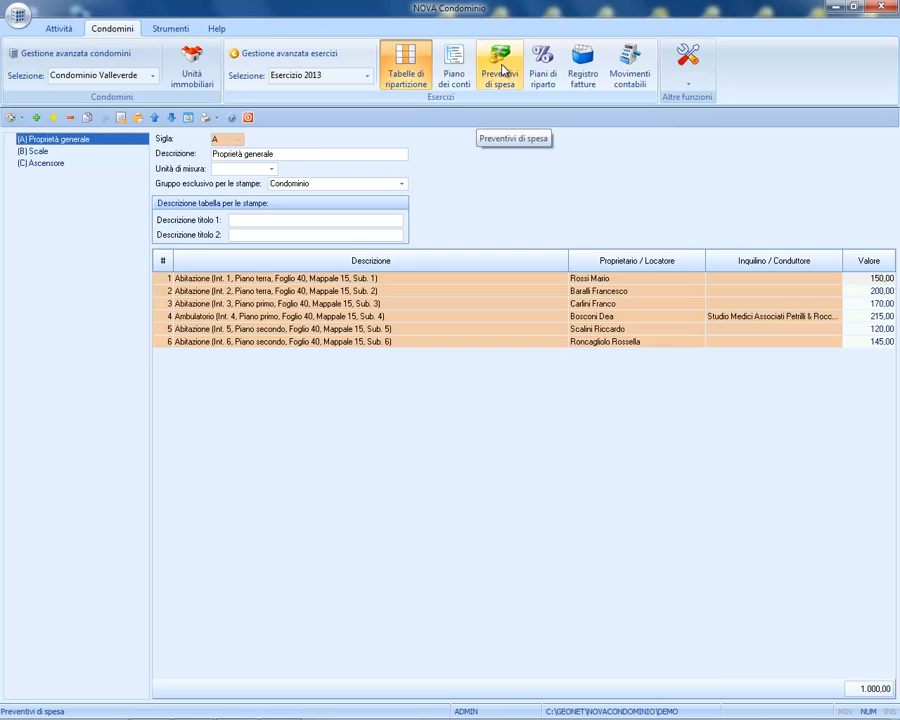 NOVA Condominio
Attività Condomini Strumenti Help
Gestione avanzata condomini
Selezione: Condominio Valleverde
Unità immobiliari
Condomini
Gestione avanzata esercizi
Selezione: Esercizio 2013
Tabelle di ripartizione
Piano dei conti
Preventivi di spesa
Piani di riparto
Registro fatture
Movimenti contabili
Esercizi
Altre funzioni
Preventivi di spesa
(A) Proprietà generale
(B) Scale
(C) Ascensore
Sigla: A
Descrizione: Proprietà generale
Unità di misura:
Gruppo esclusivo per le stampe: Condominio
Descrizione tabella per le stampe:
Descrizione titolo 1:
Descrizione titolo 2:
# Descrizione Proprietario / Locatore Inquilino / Conduttore Valore
1 Abitazione (Int. 1, Piano terra, Foglio 40, Mappale 15, Sub. 1) Rossi Mario 150,00
2 Abitazione (Int. 2, Piano terra, Foglio 40, Mappale 15, Sub. 2) Baralli Francesco 200,00
3 Abitazione (Int. 3, Piano primo, Foglio 40, Mappale 15, Sub. 3) Carlini Franco 170,00
4 Ambulatorio (Int. 4, Piano primo, Foglio 40, Mappale 15, Sub. 4) Bosconi Dea Studio Medici Associati Petrilli & Rocc... 215,00
5 Abitazione (Int. 5, Piano secondo, Foglio 40, Mappale 15, Sub. 5) Scalini Riccardo 120,00
6 Abitazione (Int. 6, Piano secondo, Foglio 40, Mappale 15, Sub. 6) Roncagliolo Rossella 145,00
1.000,00
Preventivi di spesa ADMIN C:\GEONET\NOVACONDOMINIO\DEMO MIN NUM INS